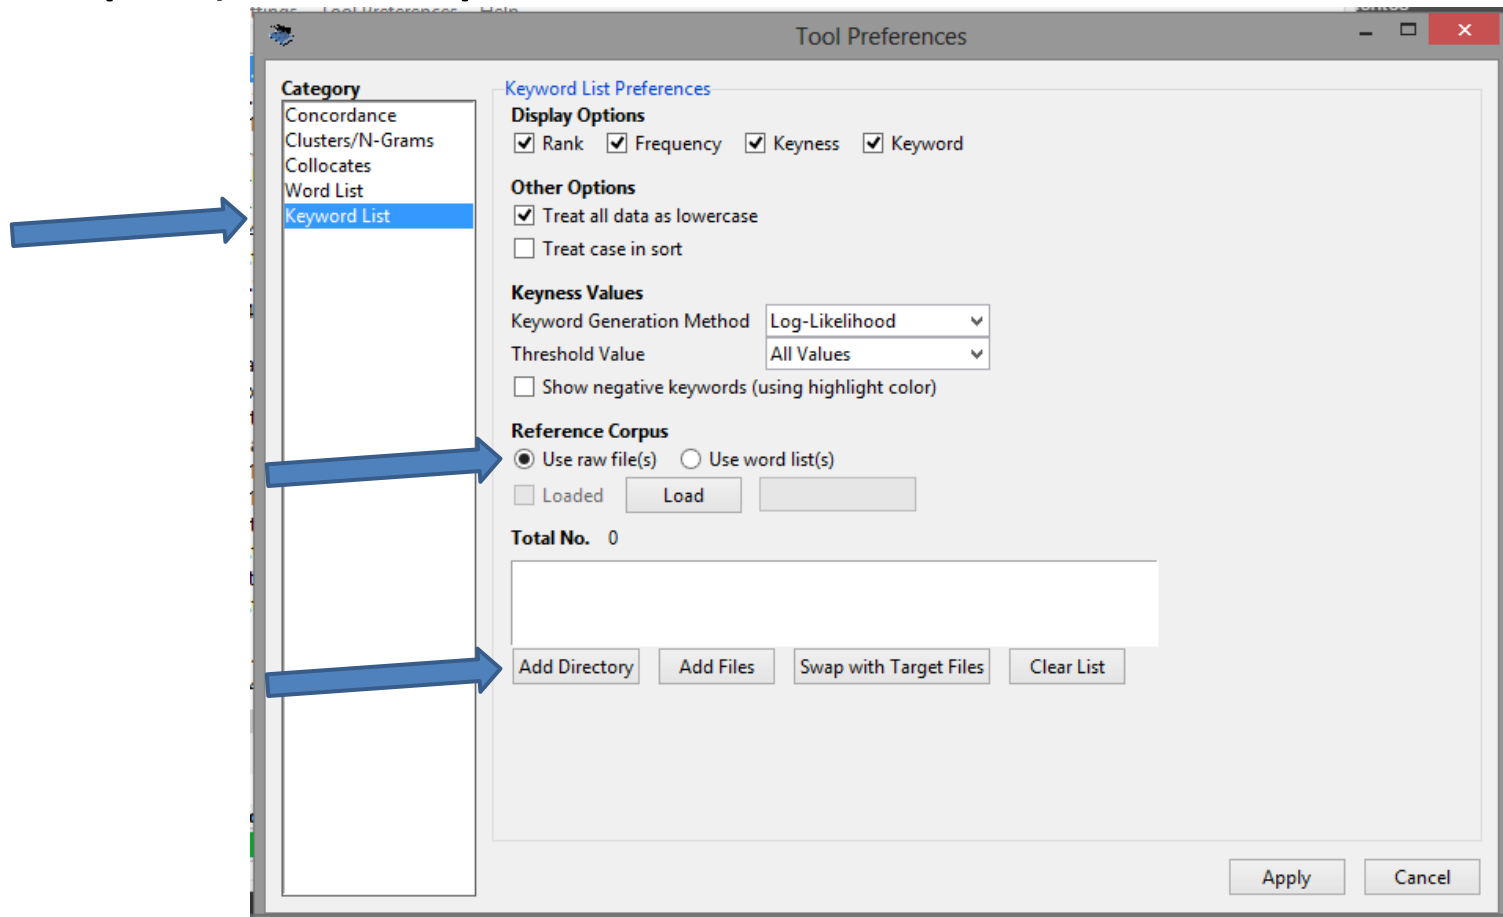 Tool Preferences Help
Tool Preferences
Category
Concordance
Clusters/N-Grams
Collocates
Word List
Keyword List
Keyword List Preferences
Display Options
Rank Frequency Keyness Keyword
Other Options
Treat all data as lowercase
Treat case in sort
Keyness Values
Keyword Generation Method Log-Likelihood
Threshold Value All Values
Show negative keywords (using highlight color)
Reference Corpus
Use raw file(s) Use word list(s)
Loaded Load
Total No. 0
Add Directory Add Files Swap with Target Files Clear List
Apply Cancel